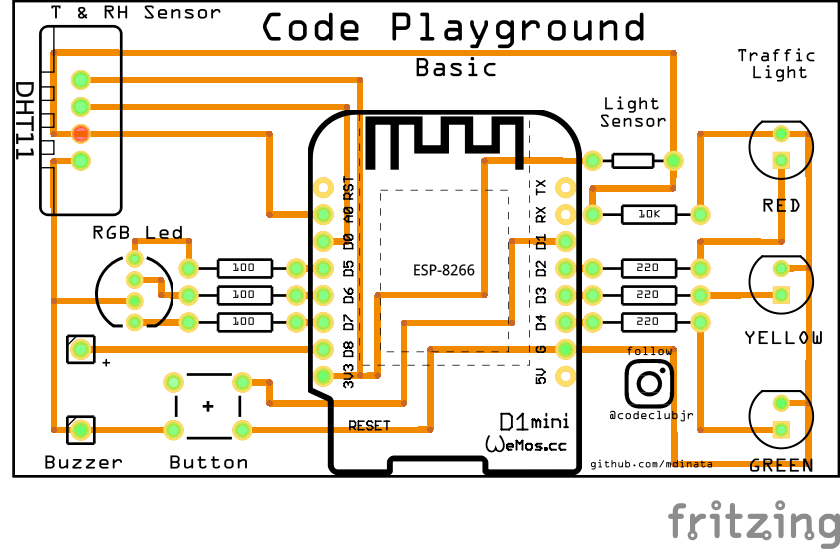 T & RH Sensor
Code Playground
Basic
Traffic
Light
DHT11
Light
Sensor
RST
A0
D0
D5
D6
D7
D8
3V3
TX
RX
D1
D2
D3
D4
G
5V
10K
RED
RGB Led
100
100
100
ESP-8266
220
220
220
YELLOW
follow
@codeclubjr
+
+
RESET
D1mini
WeMos.cc
Buzzer
Button
github.com/mdinata
GREEN
fritzing